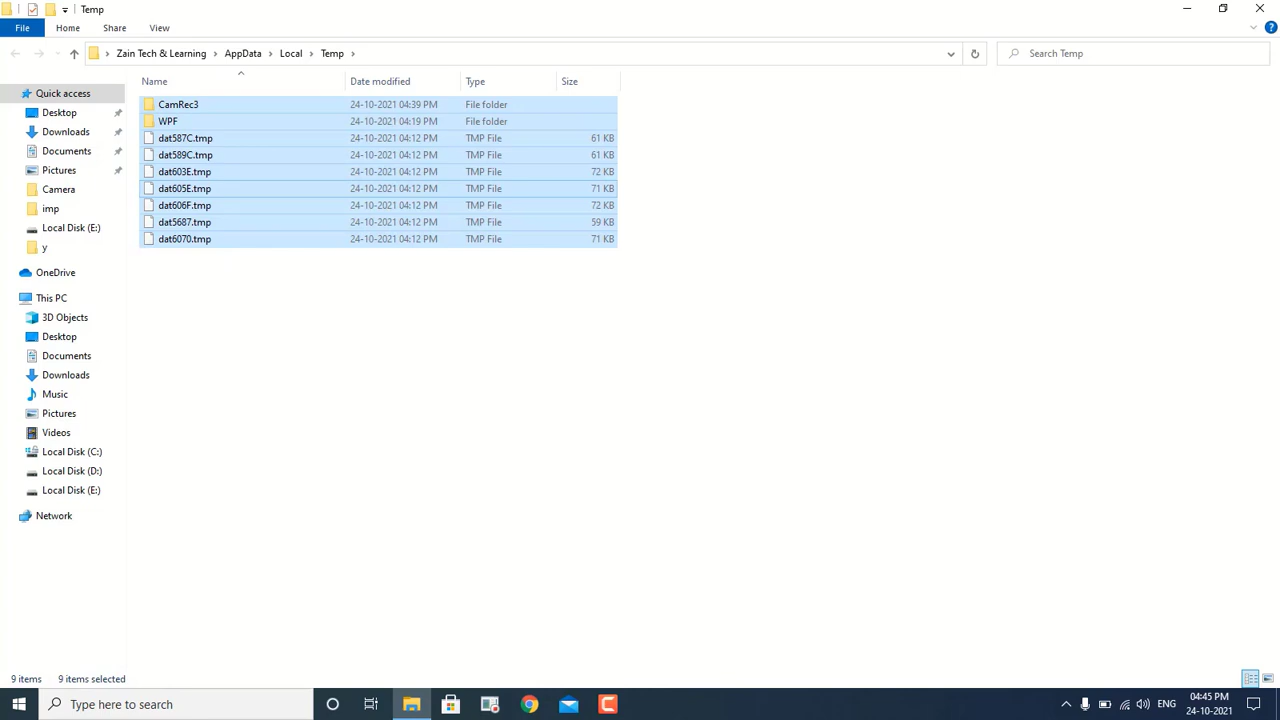 Temp
File Home Share View
Zain Tech & Learning AppData Local Temp Search Temp
Name Date modified Type Size
Quick access
Desktop
Downloads
Documents
Pictures
Camera
imp
Local Disk (E:)
y
OneDrive
This PC
3D Objects
Desktop
Documents
Downloads
Music
Pictures
Videos
Local Disk (C:)
Local Disk (D:)
Local Disk (E:)
Network
CamRec3 24-10-2021 04:39 PM File folder
WPF 24-10-2021 04:19 PM File folder
dat587C.tmp 24-10-2021 04:12 PM TMP File 61 KB
dat589C.tmp 24-10-2021 04:12 PM TMP File 61 KB
dat603E.tmp 24-10-2021 04:12 PM TMP File 72 KB
dat605E.tmp 24-10-2021 04:12 PM TMP File 71 KB
dat606F.tmp 24-10-2021 04:12 PM TMP File 72 KB
dat5687.tmp 24-10-2021 04:12 PM TMP File 59 KB
dat6070.tmp 24-10-2021 04:12 PM TMP File 71 KB
9 items 9 items selected
Type here to search
ENG
04:45 PM
24-10-2021